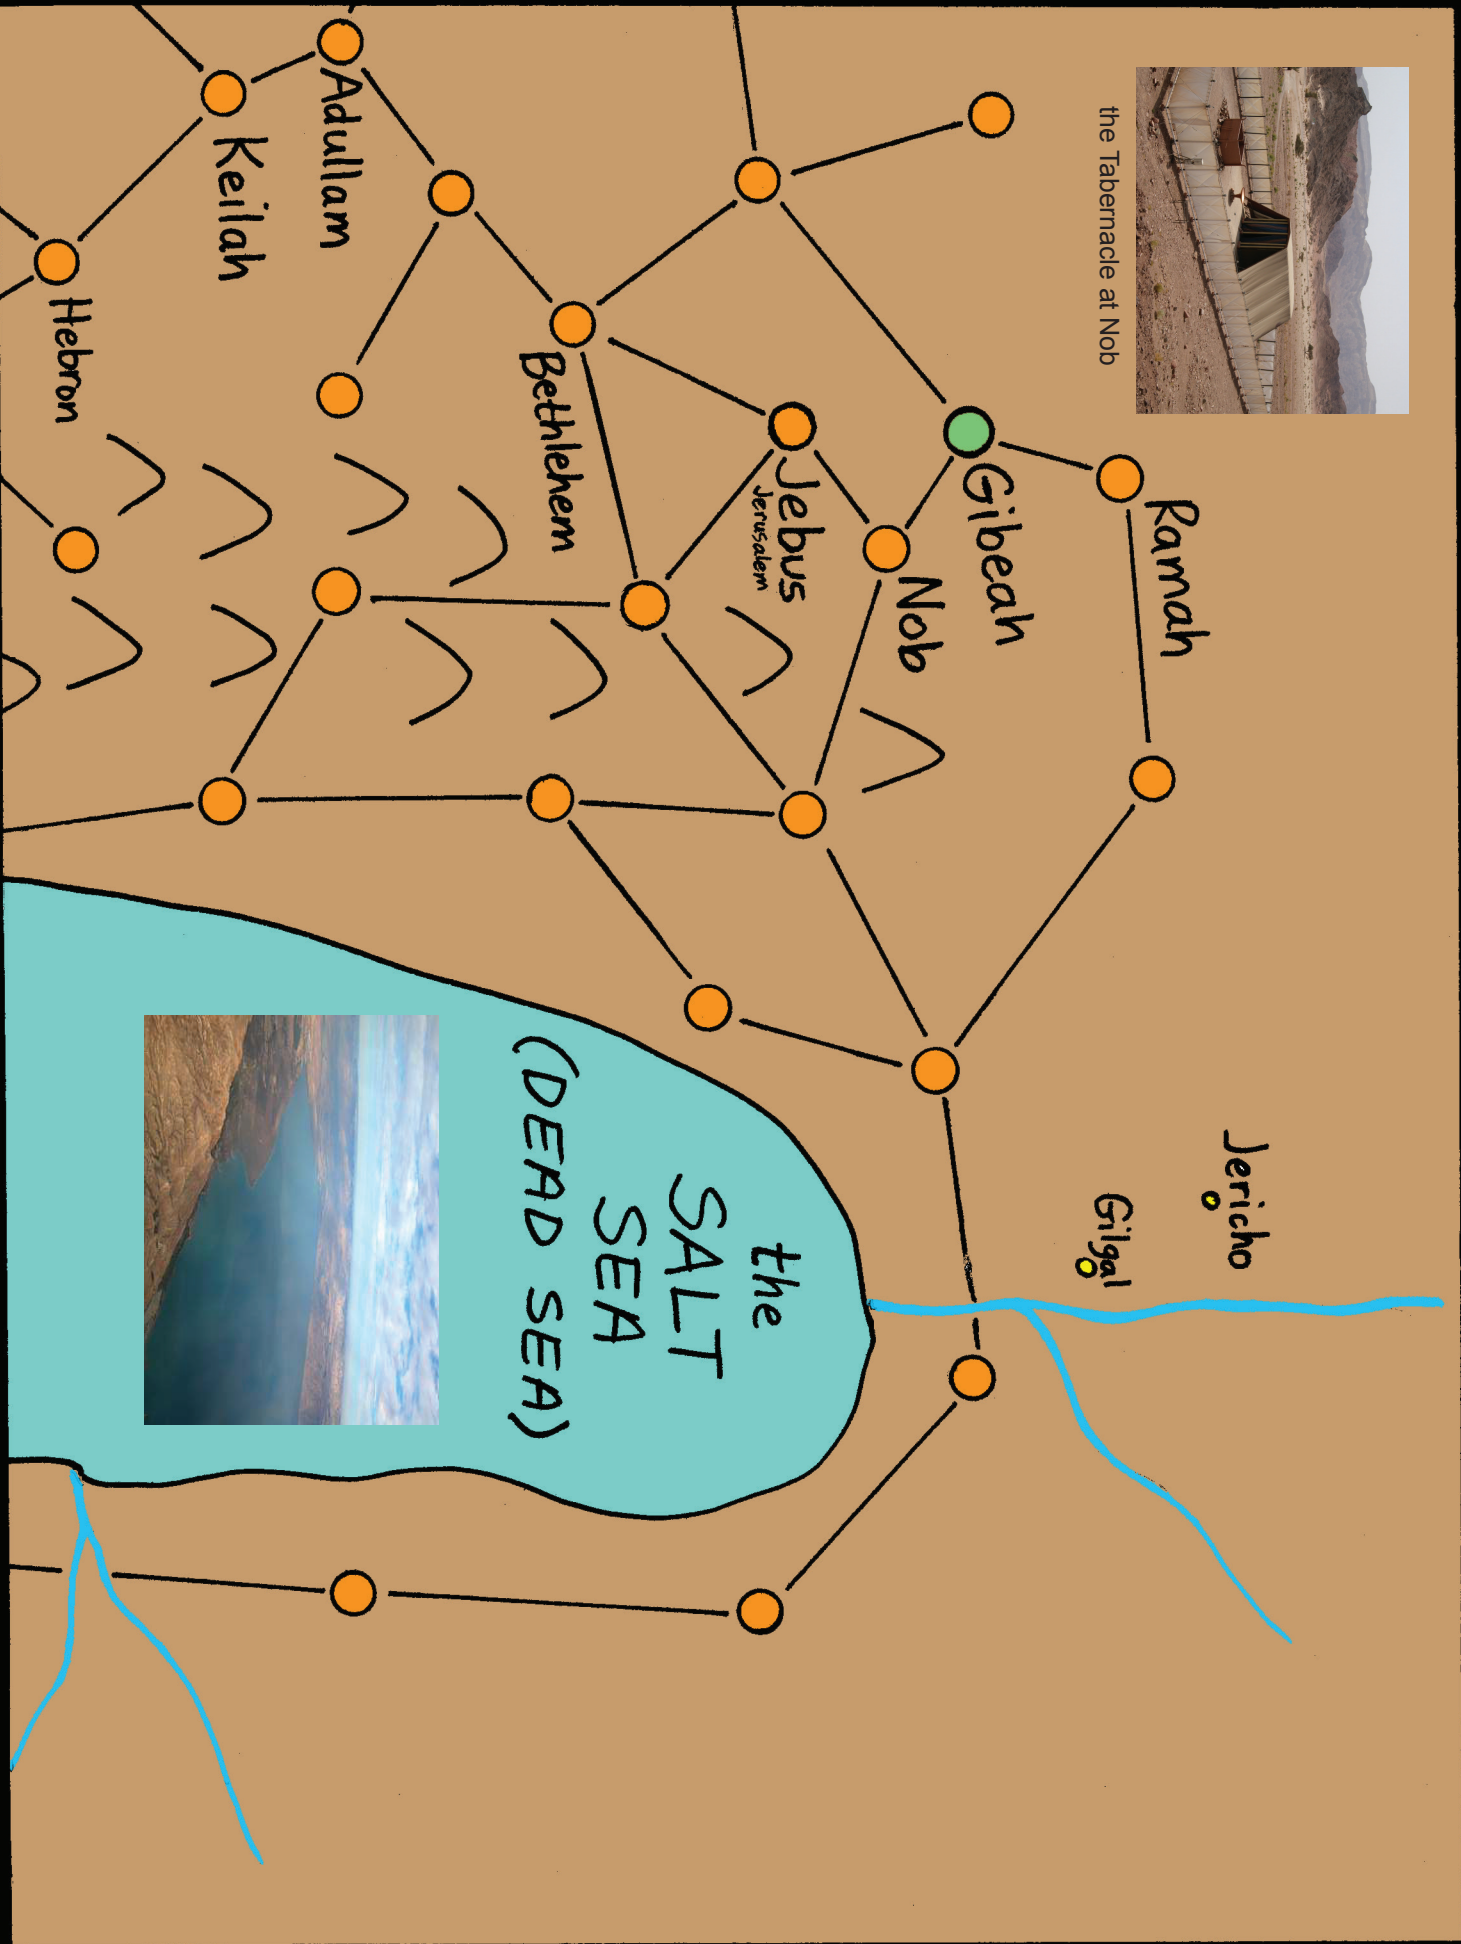 the Tabernacle at Nob
Jericho
Gilgal
Ramah
Gibeah
Nob
Jebus
Jerusalem
Bethlehem
Adullam
Keilah
Hebron
the
SALT
SEA
(DEAD SEA)